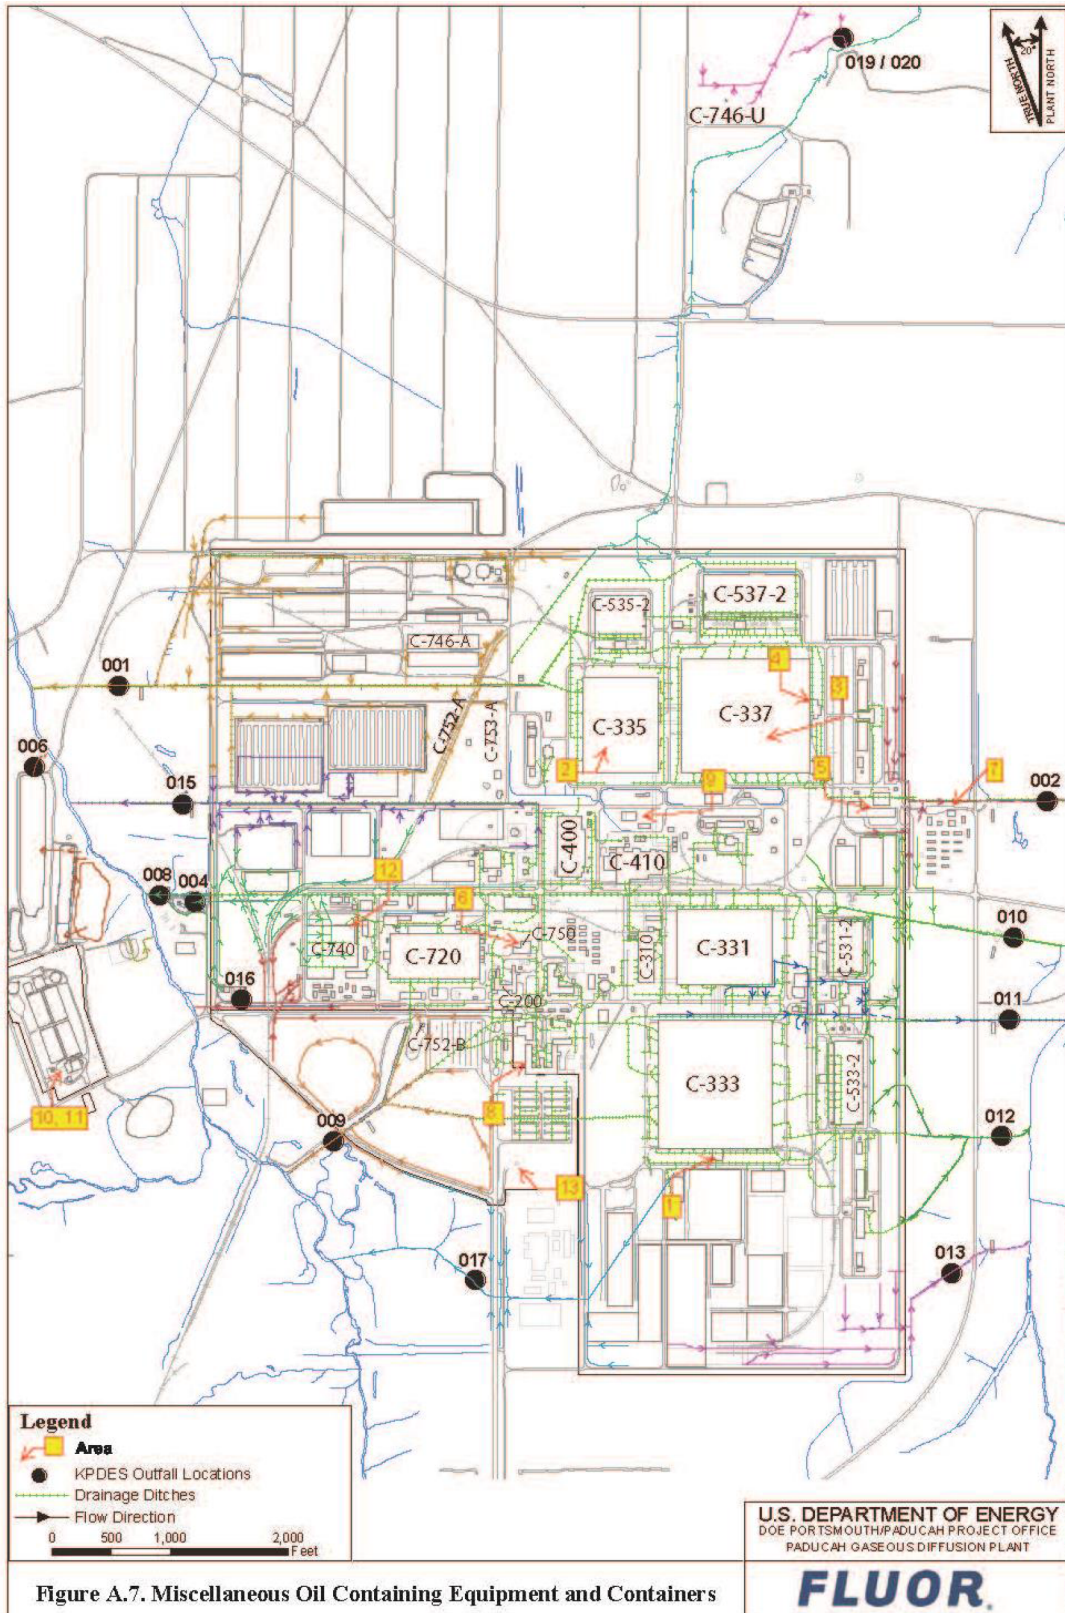 019 / 020
20°
TRUE NORTH
PLANT NORTH
C-746-U
C-537-2
C-535-2
C-746-A
4
3
001
C-752-A
C-753-A
C-335
C-337
006
2
9
5
7
015
002
C-400
C-410
12
008
004
6
C-750
C-740
C-720
C-310
C-331
C-531-2
010
016
C-200
011
C-752-B
C-333
C-533-2
10, 11
8
009
012
13
1
017
013
Legend
Area
KPDES Outfall Locations
Drainage Ditches
Flow Direction
0 500 1,000 2,000
Feet
U.S. DEPARTMENT OF ENERGY
DOE PORTSMOUTH/PADUCAH PROJECT OFFICE
PADUCAH GASEOUS DIFFUSION PLANT
Figure A.7. Miscellaneous Oil Containing Equipment and Containers
FLUOR.